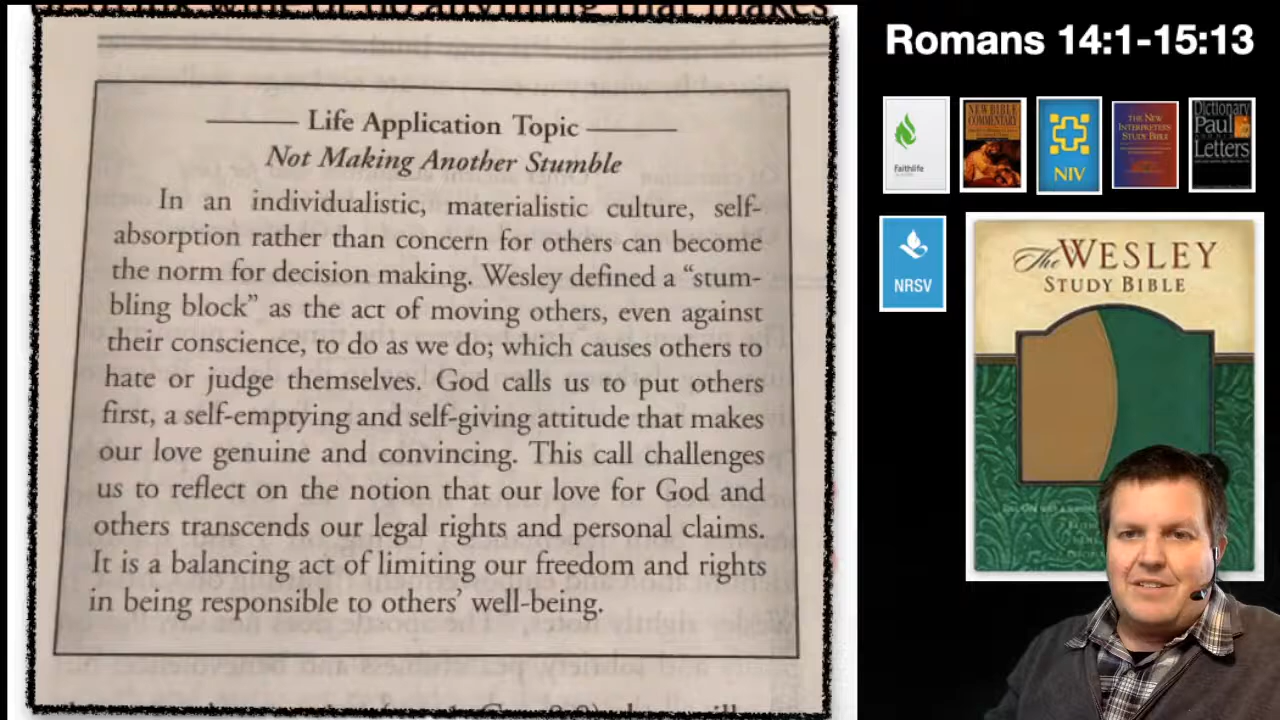 Life Application Topic
Not Making Another Stumble
In an individualistic, materialistic culture, self-
absorption rather than concern for others can become
the norm for decision making. Wesley defined a “stum-
bling block” as the act of moving others, even against
their conscience, to do as we do; which causes others to
hate or judge themselves. God calls us to put others
first, a self-emptying and self-giving attitude that makes
our love genuine and convincing. This call challenges
us to reflect on the notion that our love for God and
others transcends our legal rights and personal claims.
It is a balancing act of limiting our freedom and rights
in being responsible to others’ well-being.
Romans 14:1-15:13
Faithlife
NEW BIBLE
COMMENTARY
NIV
THE NEW
INTERPRETER'S
STUDY BIBLE
Dictionary
Paul
Letters
NRSV
The WESLEY
STUDY BIBLE